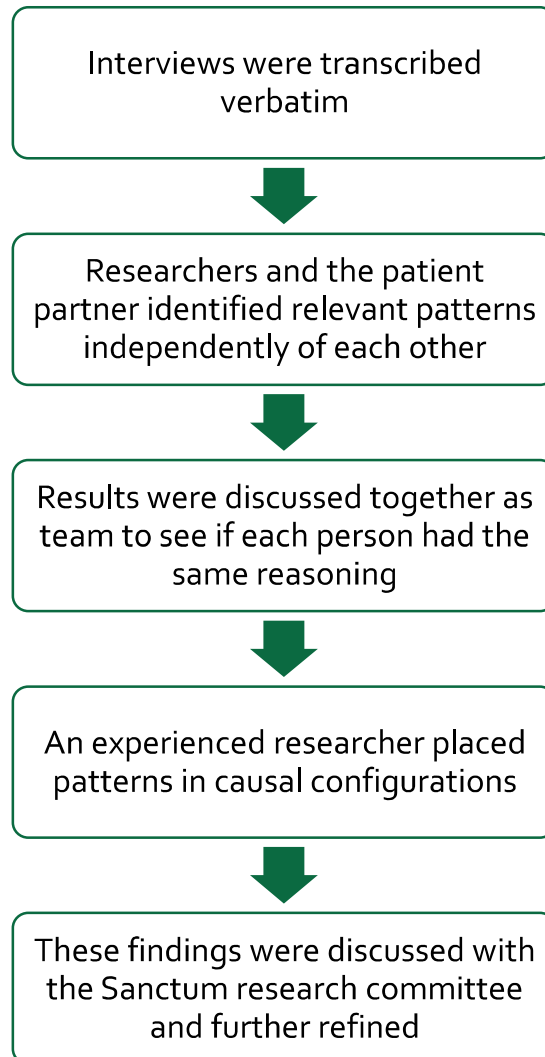 Interviews were transcribed
verbatim
Researchers and the patient
partner identified relevant patterns
independently of each other
Results were discussed together as
team to see if each person had the
same reasoning
An experienced researcher placed
patterns in causal configurations
These findings were discussed with
the Sanctum research committee
and further refined